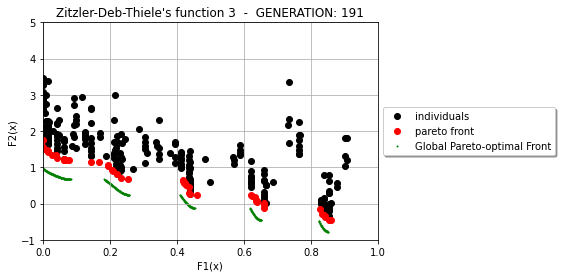 Zitzler-Deb-Thiele's function 3 - GENERATION: 191
5
4
3
2
1
0
−1
F2(x)
0.0 0.2 0.4 0.6 0.8 1.0
F1(x)
individuals
pareto front
Global Pareto-optimal Front